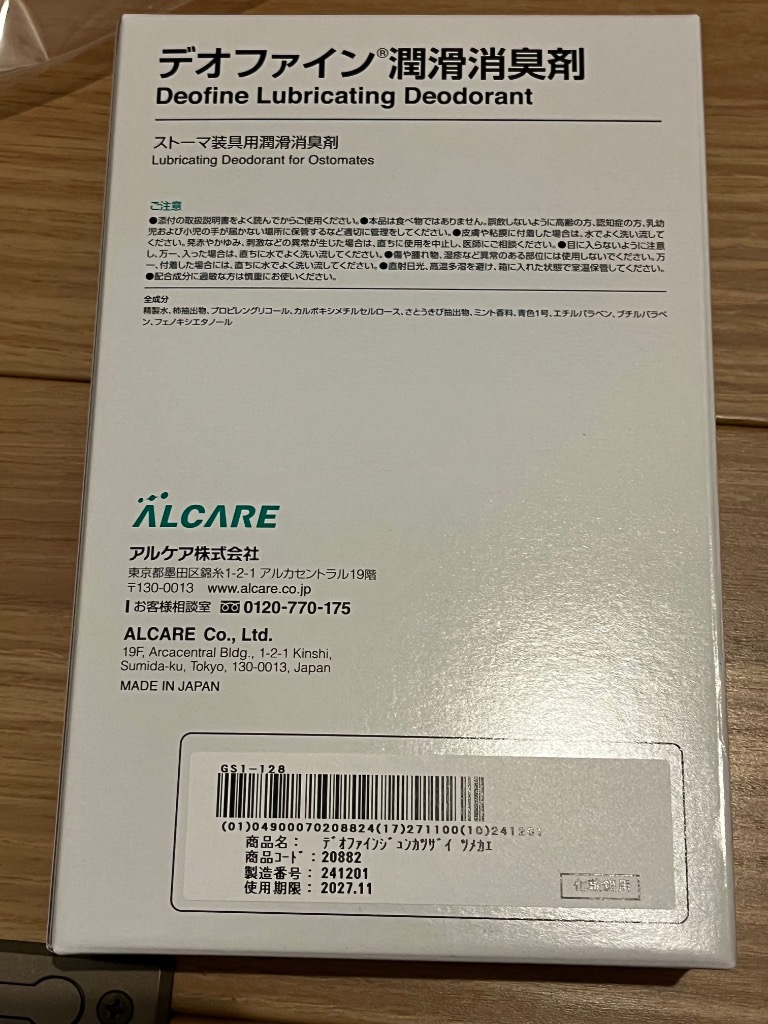 デオファイン®潤滑消臭剤
Deofine Lubricating Deodorant
ストーマ装具用潤滑消臭剤
Lubricating Deodorant for Ostomates
ご注意
●添付の取扱説明書をよく読んでからご使用ください。●本品は食べ物ではありません。誤飲しないように高齢の方、認知症の方、乳幼
児および小児の手が届かない場所に保管するなど適切に管理をしてください。●皮膚や粘膜に付着した場合は、水でよく洗い流して
ください。発赤やかゆみ、刺激などの異常が生じた場合は、直ちに使用を中止し、医師にご相談ください。●目に入らないように注意
し、万一、入った場合は、直ちに水でよく洗い流してください。●傷や腫れ物、湿疹など異常のある部位には使用しないでください。万
一、付着した場合には、直ちに水でよく洗い流してください。●直射日光、高温多湿を避け、箱に入れた状態で室温保管してください。
●配合成分に過敏な方は慎重にお使いください。
全成分
精製水、柿抽出物、プロピレングリコール、カルボキシメチルセルロース、さとうきび抽出物、ミント香料、青色1号、エチルパラベン、ブチルパラベ
ン、フェノキシエタノール
ALCARE
アルケア株式会社
東京都墨田区錦糸1-2-1 アルカセントラル19階
〒130-0013 www.alcare.co.jp
お客様相談室 0120-770-175
ALCARE Co., Ltd.
19F, Arcacentral Bldg., 1-2-1 Kinshi,
Sumida-ku, Tokyo, 130-0013, Japan
MADE IN JAPAN
GS1-128
(01)04900070208824(17)271100(10)241201
商品名: ﾃﾞｵﾌｧｲﾝｼﾞｭﾝｶﾂｻﾞｲ ﾂﾒｶｴ
商品ｺｰﾄﾞ: 20882
製造番号: 241201
使用期限: 2027.11